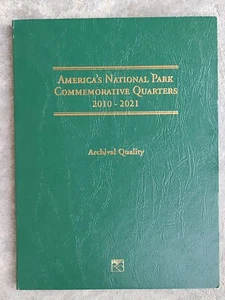 AMERICA'S NATIONAL PARK
COMMEMORATIVE QUARTERS
2010 - 2021
Archival Quality